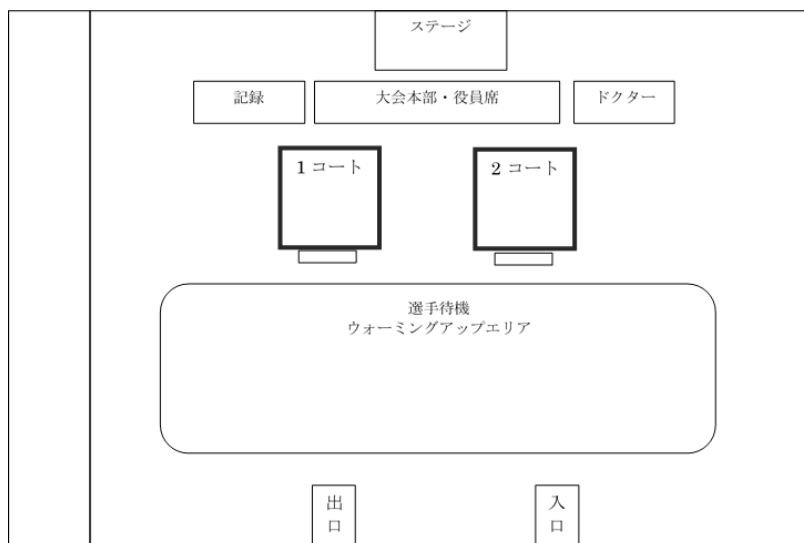 ステージ
記録
大会本部・役員席
ドクター
1 コート
2 コート
選手待機
ウォーミングアップエリア
出口
入口